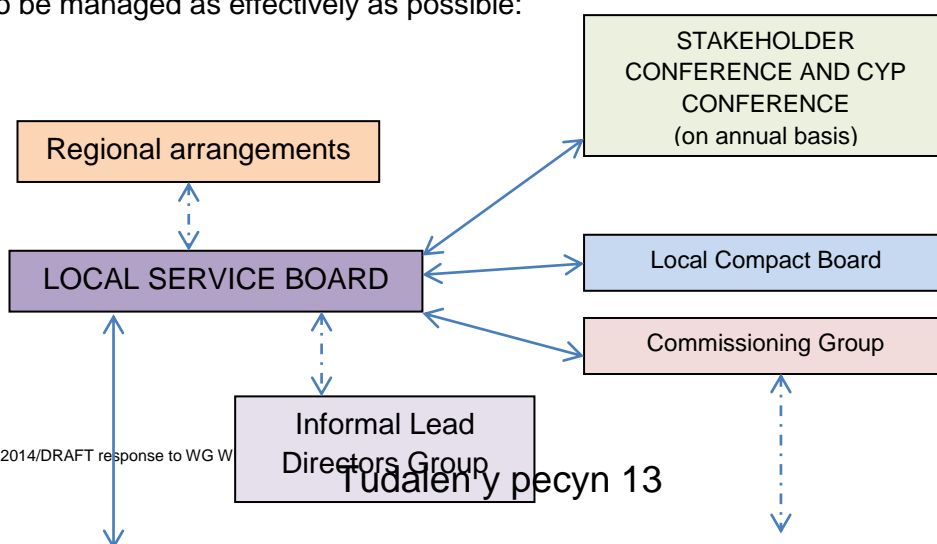 o be managed as effectively as possible:
STAKEHOLDER
CONFERENCE AND CYP
CONFERENCE
(on annual basis)
Regional arrangements
LOCAL SERVICE BOARD
Local Compact Board
Commissioning Group
Informal Lead
Directors Group
2014/DRAFT response to WG W
Tudalen y pecyn 13